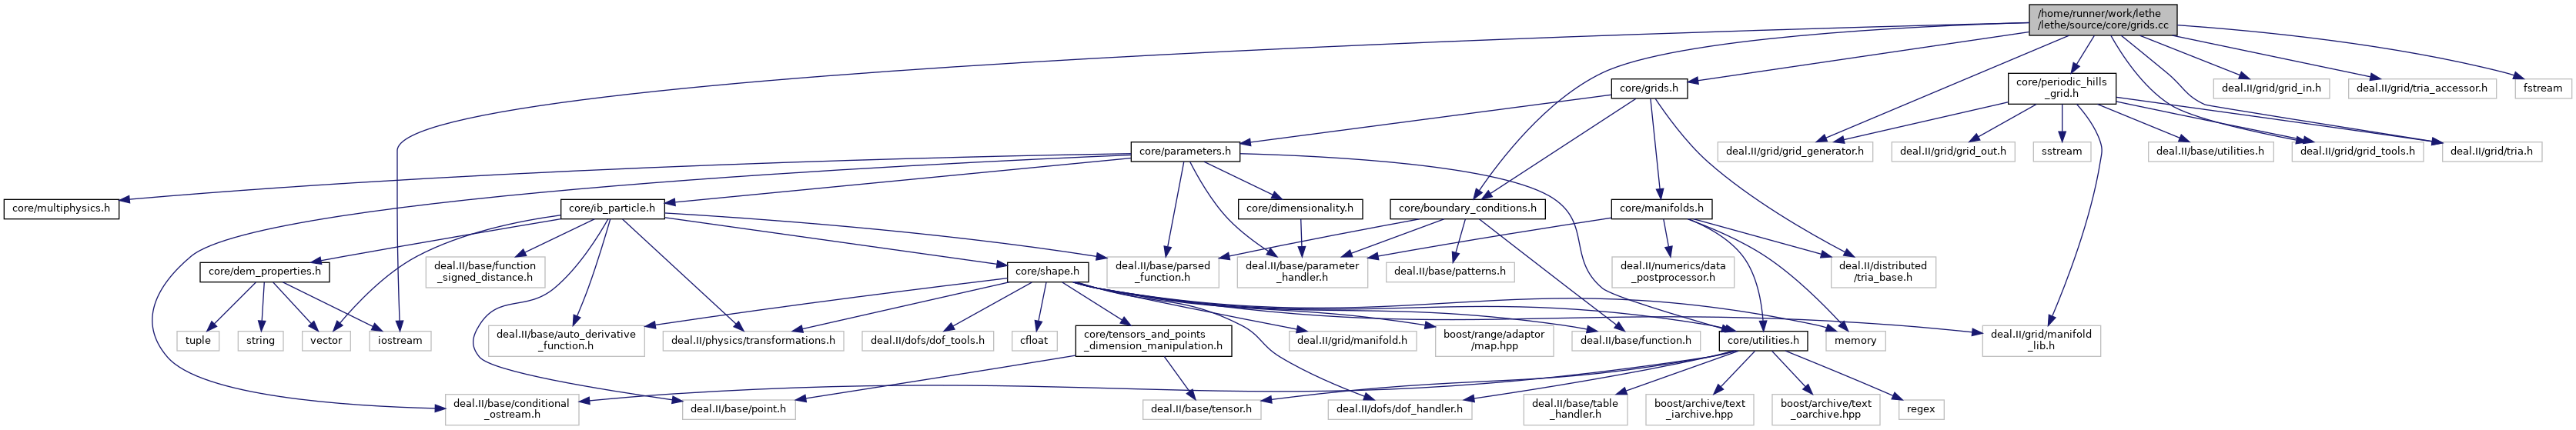 /home/runner/work/lethe
/lethe/source/core/grids.cc
core/grids.h
core/periodic_hills
_grid.h
deal.II/grid/grid_in.h
deal.II/grid/tria_accessor.h
fstream
core/parameters.h
deal.II/grid/grid_generator.h
deal.II/grid/grid_out.h
sstream
deal.II/base/utilities.h
deal.II/grid/grid_tools.h
deal.II/grid/tria.h
core/multiphysics.h
core/ib_particle.h
core/dimensionality.h
core/boundary_conditions.h
core/manifolds.h
core/dem_properties.h
deal.II/base/function
_signed_distance.h
core/shape.h
deal.II/base/parsed
_function.h
deal.II/base/parameter
_handler.h
deal.II/base/patterns.h
deal.II/numerics/data
_postprocessor.h
deal.II/distributed
/tria_base.h
tuple
string
vector
iostream
deal.II/base/auto_derivative
_function.h
deal.II/physics/transformations.h
deal.II/dofs/dof_tools.h
cfloat
core/tensors_and_points
_dimension_manipulation.h
deal.II/grid/manifold.h
boost/range/adaptor
/map.hpp
deal.II/base/function.h
core/utilities.h
memory
deal.II/grid/manifold
_lib.h
deal.II/base/conditional
_ostream.h
deal.II/base/point.h
deal.II/base/tensor.h
deal.II/dofs/dof_handler.h
deal.II/base/table
_handler.h
boost/archive/text
_iarchive.hpp
boost/archive/text
_oarchive.hpp
regex